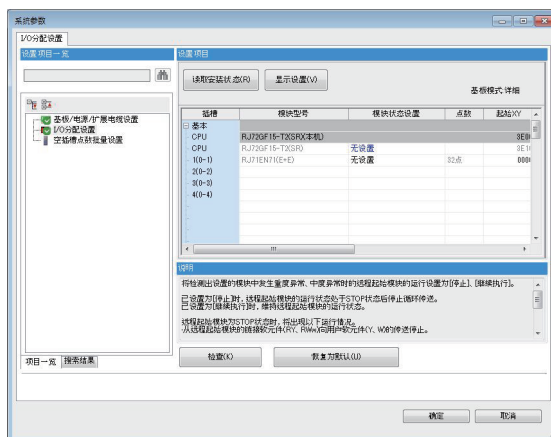 系统参数
I/O分配设置
设置项目一览
设置项目
读取安装状态(R)
显示设置(V)
基板模式:详细
基板/电源/扩展电缆设置
I/O分配设置
空插槽点数批量设置
插槽 模块型号 模块状态设置 点数 起始XY
基本
CPU RJ72GF15-T2(SR)(本机) 3E0
CPU RJ72GF15-T2(SR) 无设置 3E1
1(0-1) RJ71EN71(E+E) 无设置 32点 000
2(0-2)
3(0-3)
4(0-4)
说明
将检测出设置的模块中发生重度异常、中度异常时的远程起始模块的运行设置为[停止]、[继续执行]。
已设置为[停止]时,远程起始模块的运行状态处于STOP状态后停止循环传送。
已设置为[继续执行]时,维持远程起始模块的运行状态。
远程起始模块为STOP状态时,将出现以下运行情况。
·从远程起始模块的链接软元件(RY、RWw)向用户软元件(Y、W)的传送停止。
检查(K)
恢复为默认(U)
项目一览 搜索结果
确定
取消